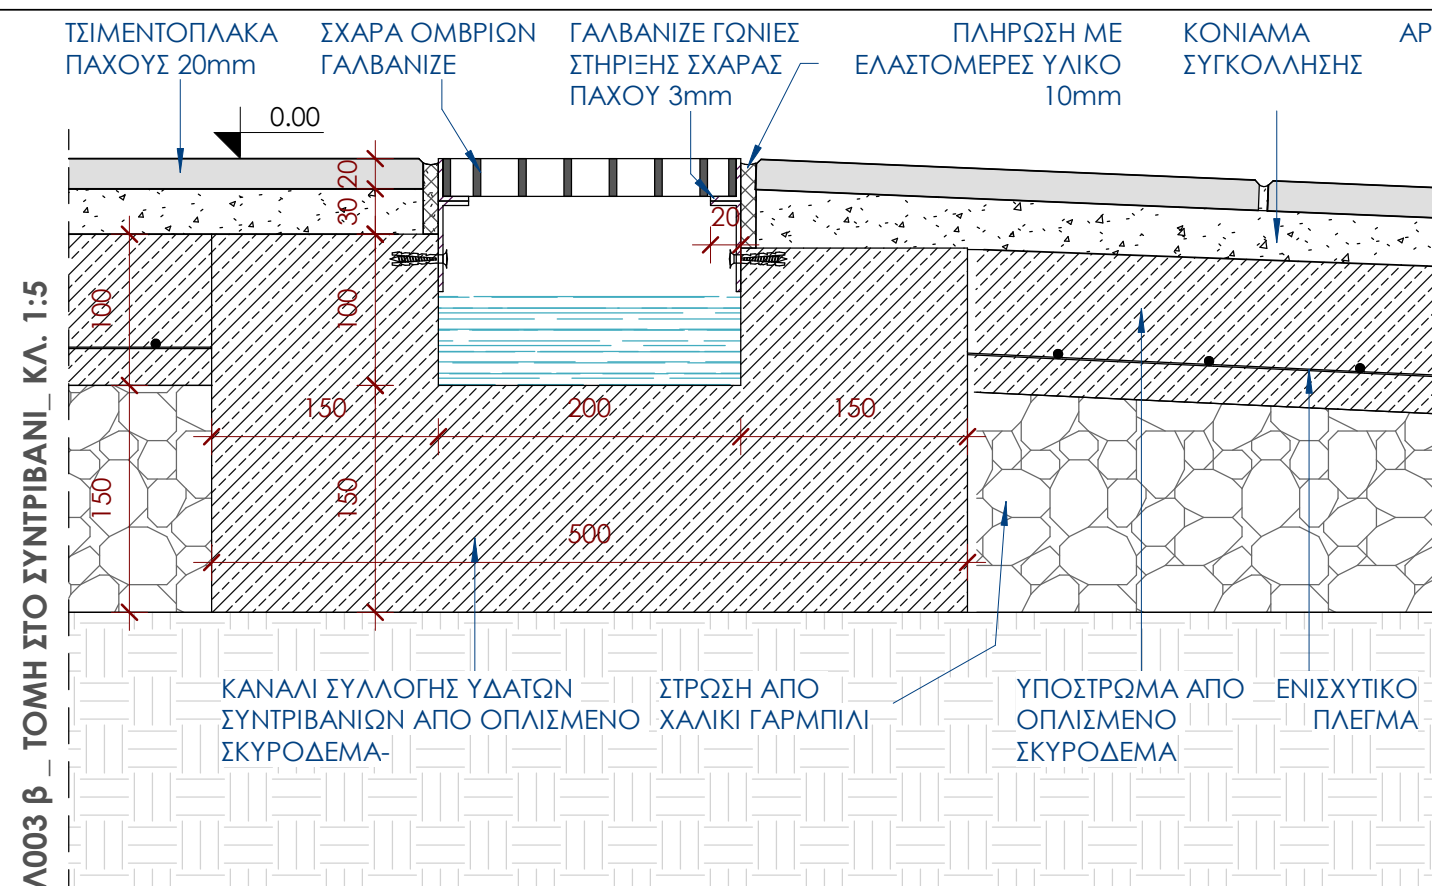 ΤΣΙΜΕΝΤΟΠΛΑΚΑ
ΠΑΧΟΥΣ 20mm
ΣΧΑΡΑ ΟΜΒΡΙΩΝ
ΓΑΛΒΑΝΙΖΕ
ΓΑΛΒΑΝΙΖΕ ΓΩΝΙΕΣ
ΣΤΗΡΙΞΗΣ ΣΧΑΡΑΣ
ΠΑΧΟΥ 3mm
ΠΛΗΡΩΣΗ ΜΕ
ΕΛΑΣΤΟΜΕΡΕΣ ΥΛΙΚΟ
10mm
ΚΟΝΙΑΜΑ
ΣΥΓΚΟΛΛΗΣΗΣ
ΑΡ
0.00
20
30
20
100
100
150
200
150
150
150
500
ΚΑΝΑΛΙ ΣΥΛΛΟΓΗΣ ΥΔΑΤΩΝ
ΣΥΝΤΡΙΒΑΝΙΩΝ ΑΠΟ ΟΠΛΙΣΜΕΝΟ
ΣΚΥΡΟΔΕΜΑ-
ΣΤΡΩΣΗ ΑΠΟ
ΧΑΛΙΚΙ ΓΑΡΜΠΙΛΙ
ΥΠΟΣΤΡΩΜΑ ΑΠΟ
ΟΠΛΙΣΜΕΝΟ
ΣΚΥΡΟΔΕΜΑ
ΕΝΙΣΧΥΤΙΚΟ
ΠΛΕΓΜΑ
Λ003 β _ ΤΟΜΗ ΣΤΟ ΣΥΝΤΡΙΒΑΝΙ_ ΚΛ. 1:5